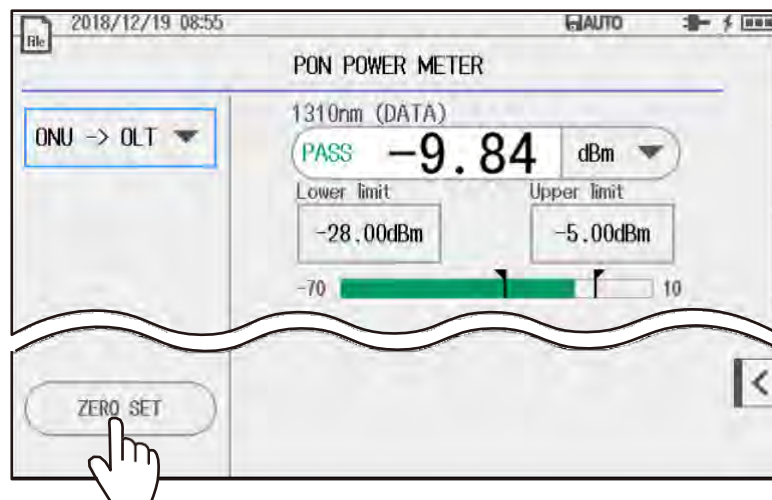 2018/12/19 08:55
AUTO
File
PON POWER METER
ONU -> OLT
1310nm (DATA)
PASS -9.84 dBm
Lower limit Upper limit
-28.00dBm -5.00dBm
-70 10
ZERO SET